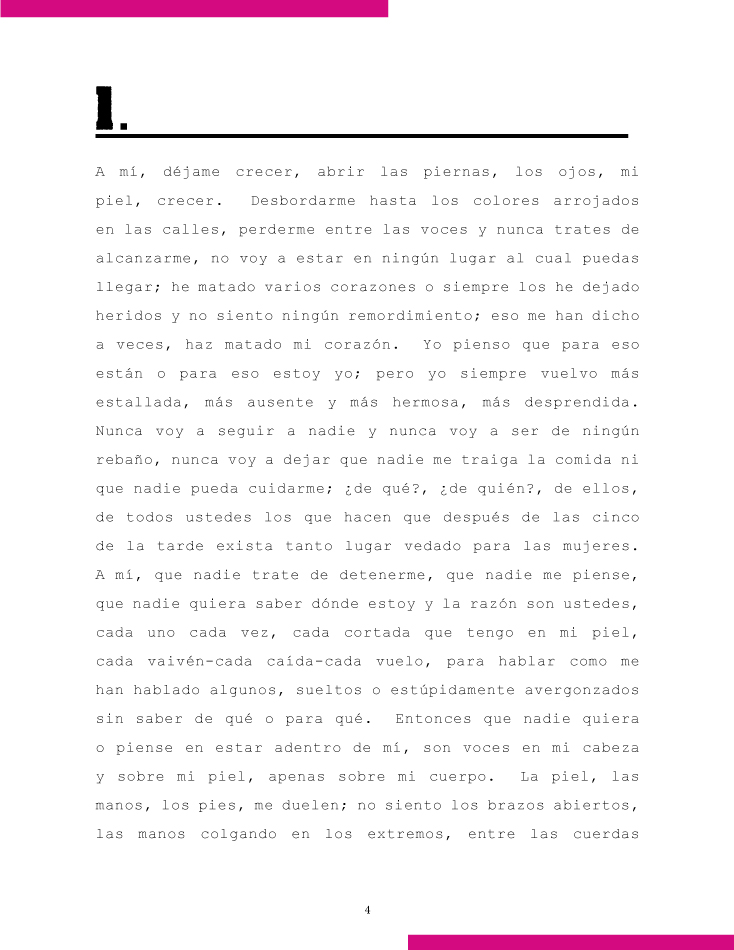 1.
A mí, déjame crecer, abrir las piernas, los ojos, mi
piel, crecer.  Desbordarme hasta los colores arrojados
en las calles, perderme entre las voces y nunca trates de
alcanzarme, no voy a estar en ningún lugar al cual puedas
llegar; he matado varios corazones o siempre los he dejado
heridos y no siento ningún remordimiento; eso me han dicho
a veces, haz matado mi corazón.  Yo pienso que para eso
están o para eso estoy yo; pero yo siempre vuelvo más
estallada, más ausente y más hermosa, más desprendida.
Nunca voy a seguir a nadie y nunca voy a ser de ningún
rebaño, nunca voy a dejar que nadie me traiga la comida ni
que nadie pueda cuidarme; ¿de qué?, ¿de quién?, de ellos,
de todos ustedes los que hacen que después de las cinco
de la tarde exista tanto lugar vedado para las mujeres.
A mí, que nadie trate de detenerme, que nadie me piense,
que nadie quiera saber dónde estoy y la razón son ustedes,
cada uno cada vez, cada cortada que tengo en mi piel,
cada vaivén-cada caída-cada vuelo, para hablar como me
han hablado algunos, sueltos o estúpidamente avergonzados
sin saber de qué o para qué.  Entonces que nadie quiera
o piense en estar adentro de mí, son voces en mi cabeza
y sobre mi piel, apenas sobre mi cuerpo.  La piel, las
manos, los pies, me duelen; no siento los brazos abiertos,
las manos colgando en los extremos, entre las cuerdas
4